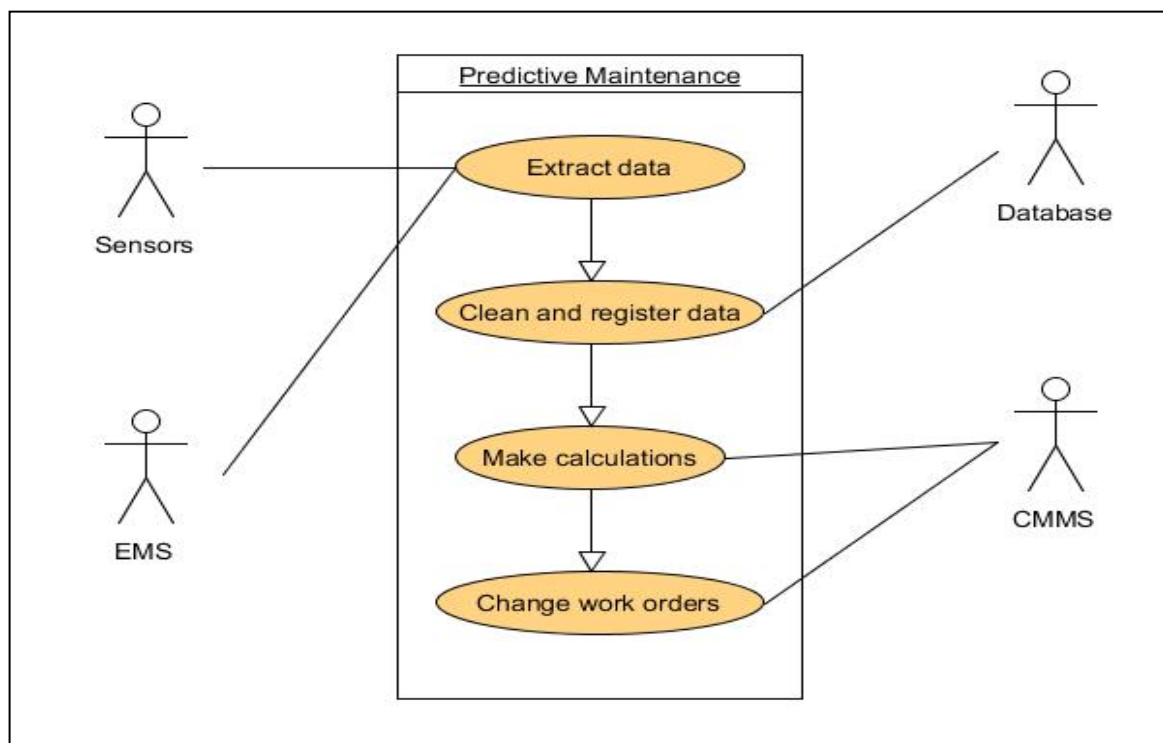 Predictive Maintenance
Extract data
Sensors
Database
Clean and register data
Make calculations
EMS
CMMS
Change work orders